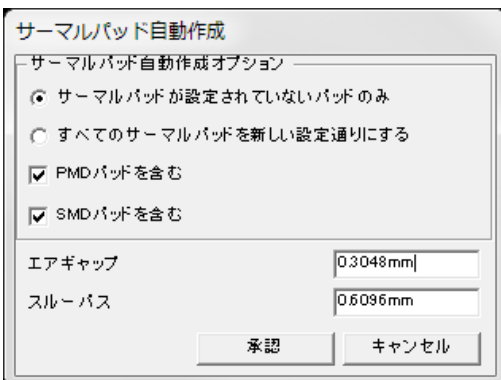 サーマルパッド自動作成
サーマルパッド自動作成オプション
サーマルパッドが設定されていないパッドのみ
すべてのサーマルパッドを新しい設定通りにする
PMDパッドを含む
SMDパッドを含む
エアギャップ 0.3048mm
スルーパス 0.6096mm
承認 キャンセル